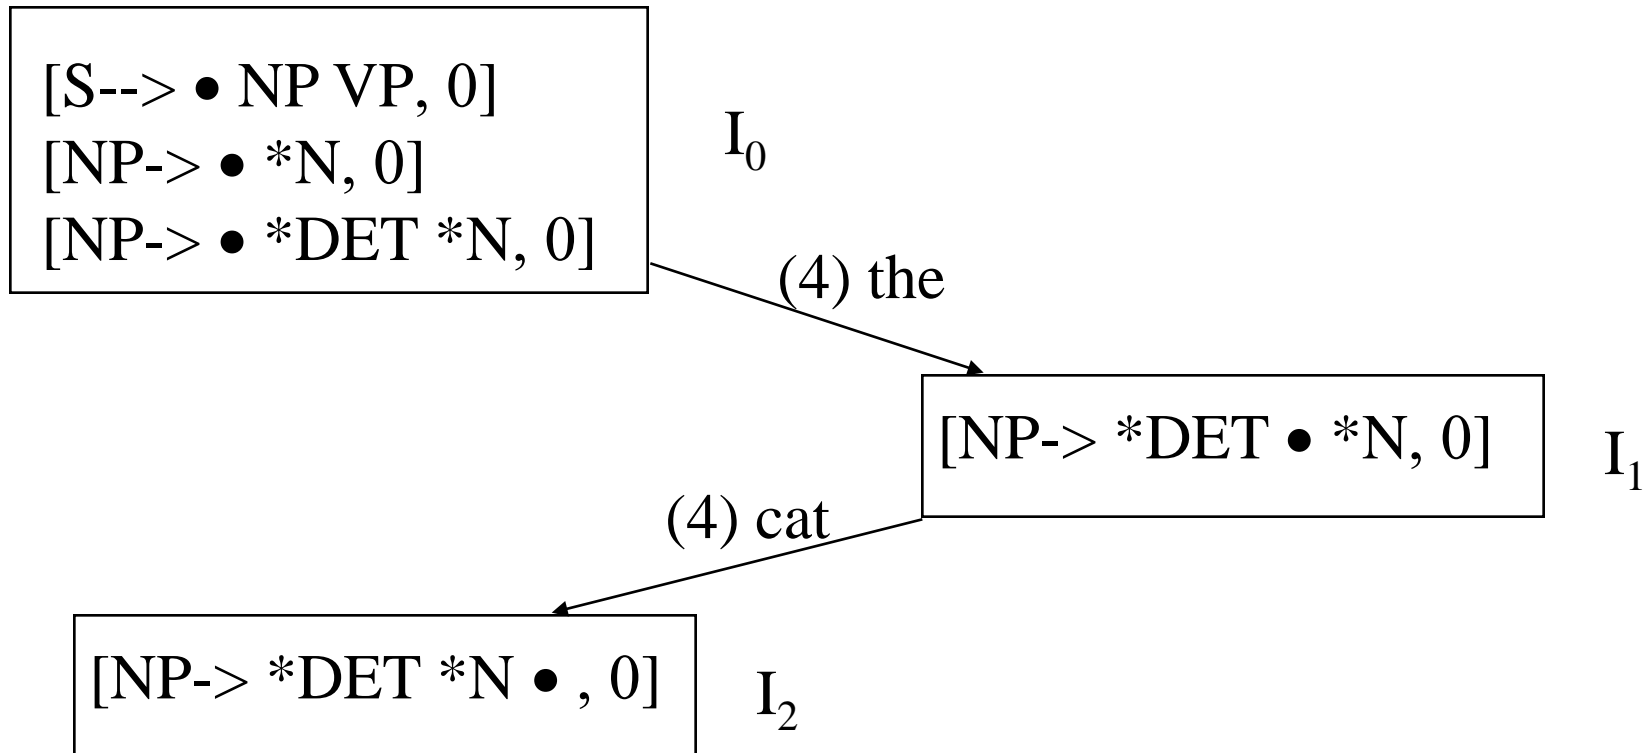 [S--> • NP VP, 0]
[NP-> • *N, 0]
[NP-> • *DET *N, 0]
I₀
(4) the
[NP-> *DET • *N, 0]
I₁
(4) cat
[NP-> *DET *N • , 0]
I₂